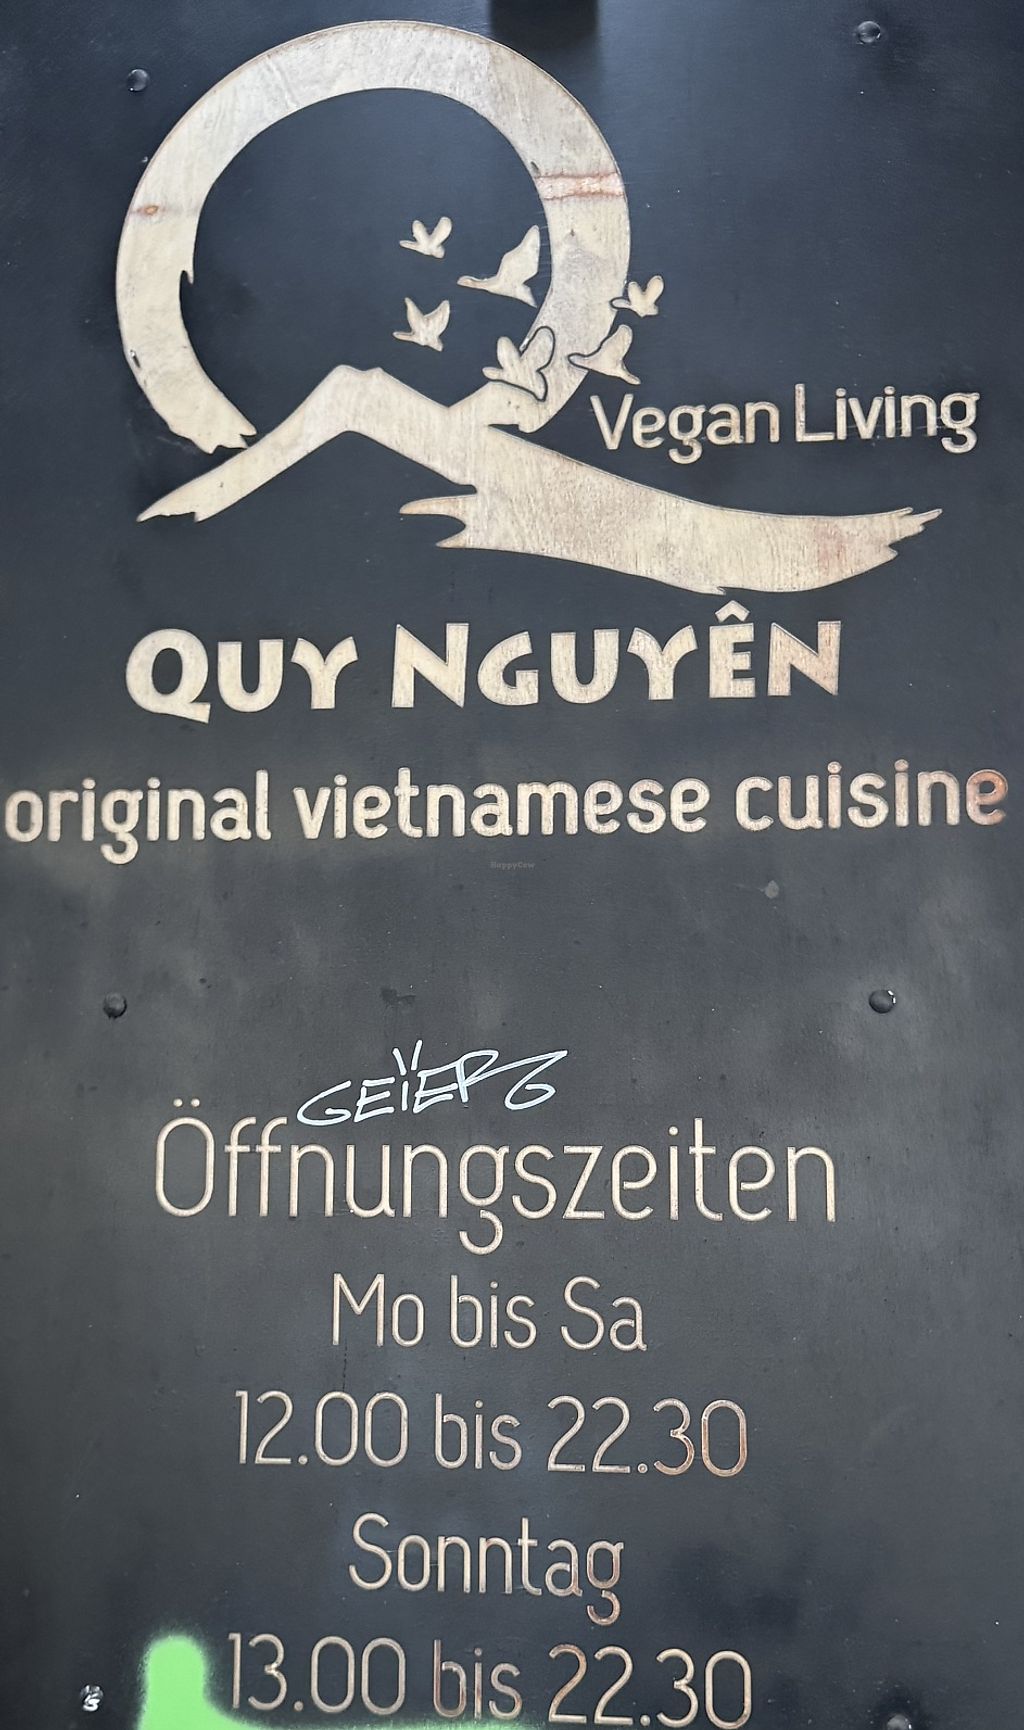 Vegan Living
QUY NGUYÊN
original vietnamese cuisine
HappyCow
Öffnungszeiten
Mo bis Sa
12.00 bis 22.30
Sonntag
13.00 bis 22.30